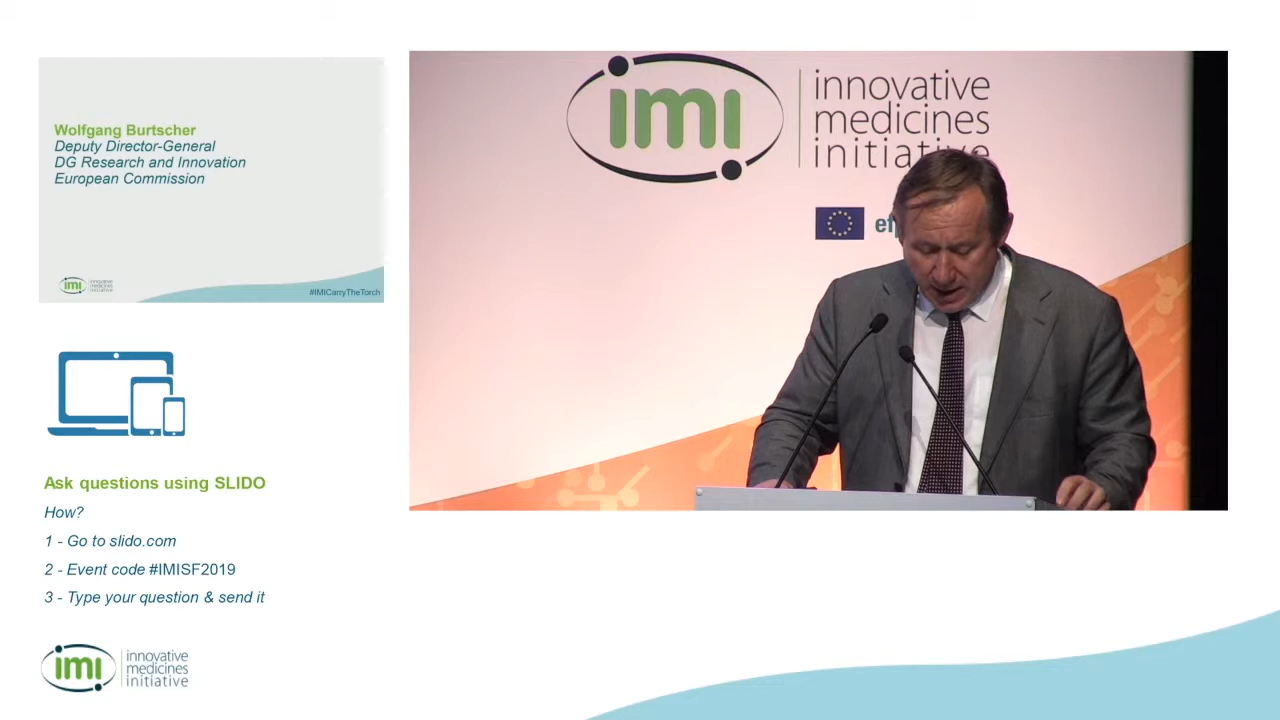 Wolfgang Burtscher
Deputy Director-General
DG Research and Innovation
European Commission
imi
innovative
medicines
initiative
#IMICarryTheTorch
imi
innovative
medicines
initiative
Ask questions using SLIDO
How?
1 - Go to slido.com
2 - Event code #IMISF2019
3 - Type your question & send it
imi
innovative
medicines
initiative